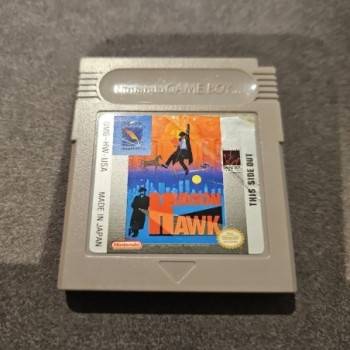 Nintendo GAME BOY
DMG-HW-USA
MADE IN JAPAN
HUDSON
HAWK
Nintendo
THIS SIDE OUT